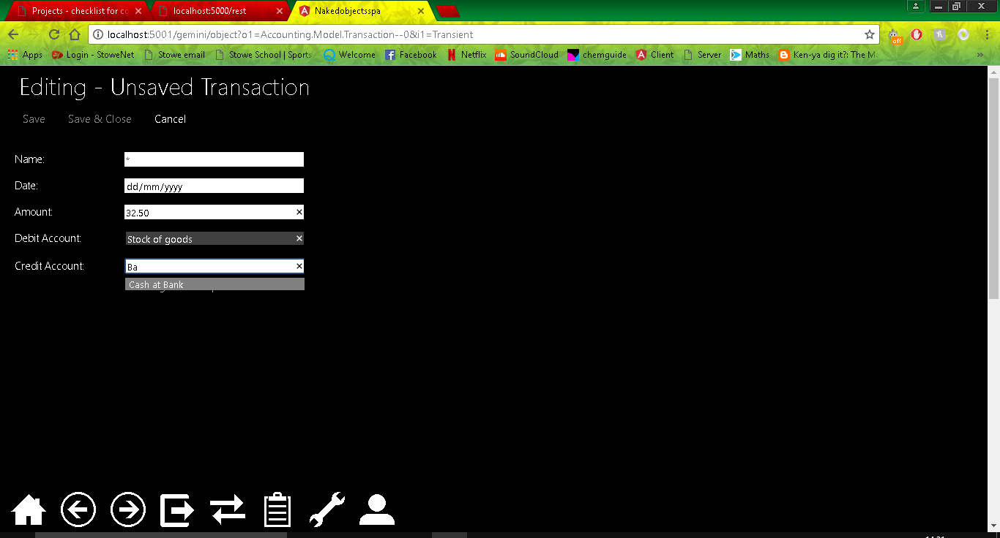 Projects - checklist for co
localhost:5000/rest
Nakedobjectsspa
localhost:5001/gemini/object?o1=Accounting.Model.Transaction--0&i1=Transient
off
Apps Login - StoweNet Stowe email Stowe School | Sports Welcome Facebook Netflix SoundCloud chemguide Client Server Maths Ken-ya dig it?: The Ma »
Editing - Unsaved Transaction
Save Save & Close Cancel
Name: *
Date: dd/mm/yyyy
Amount: 32.50
Debit Account: Stock of goods
Credit Account: Ba
Cash at Bank